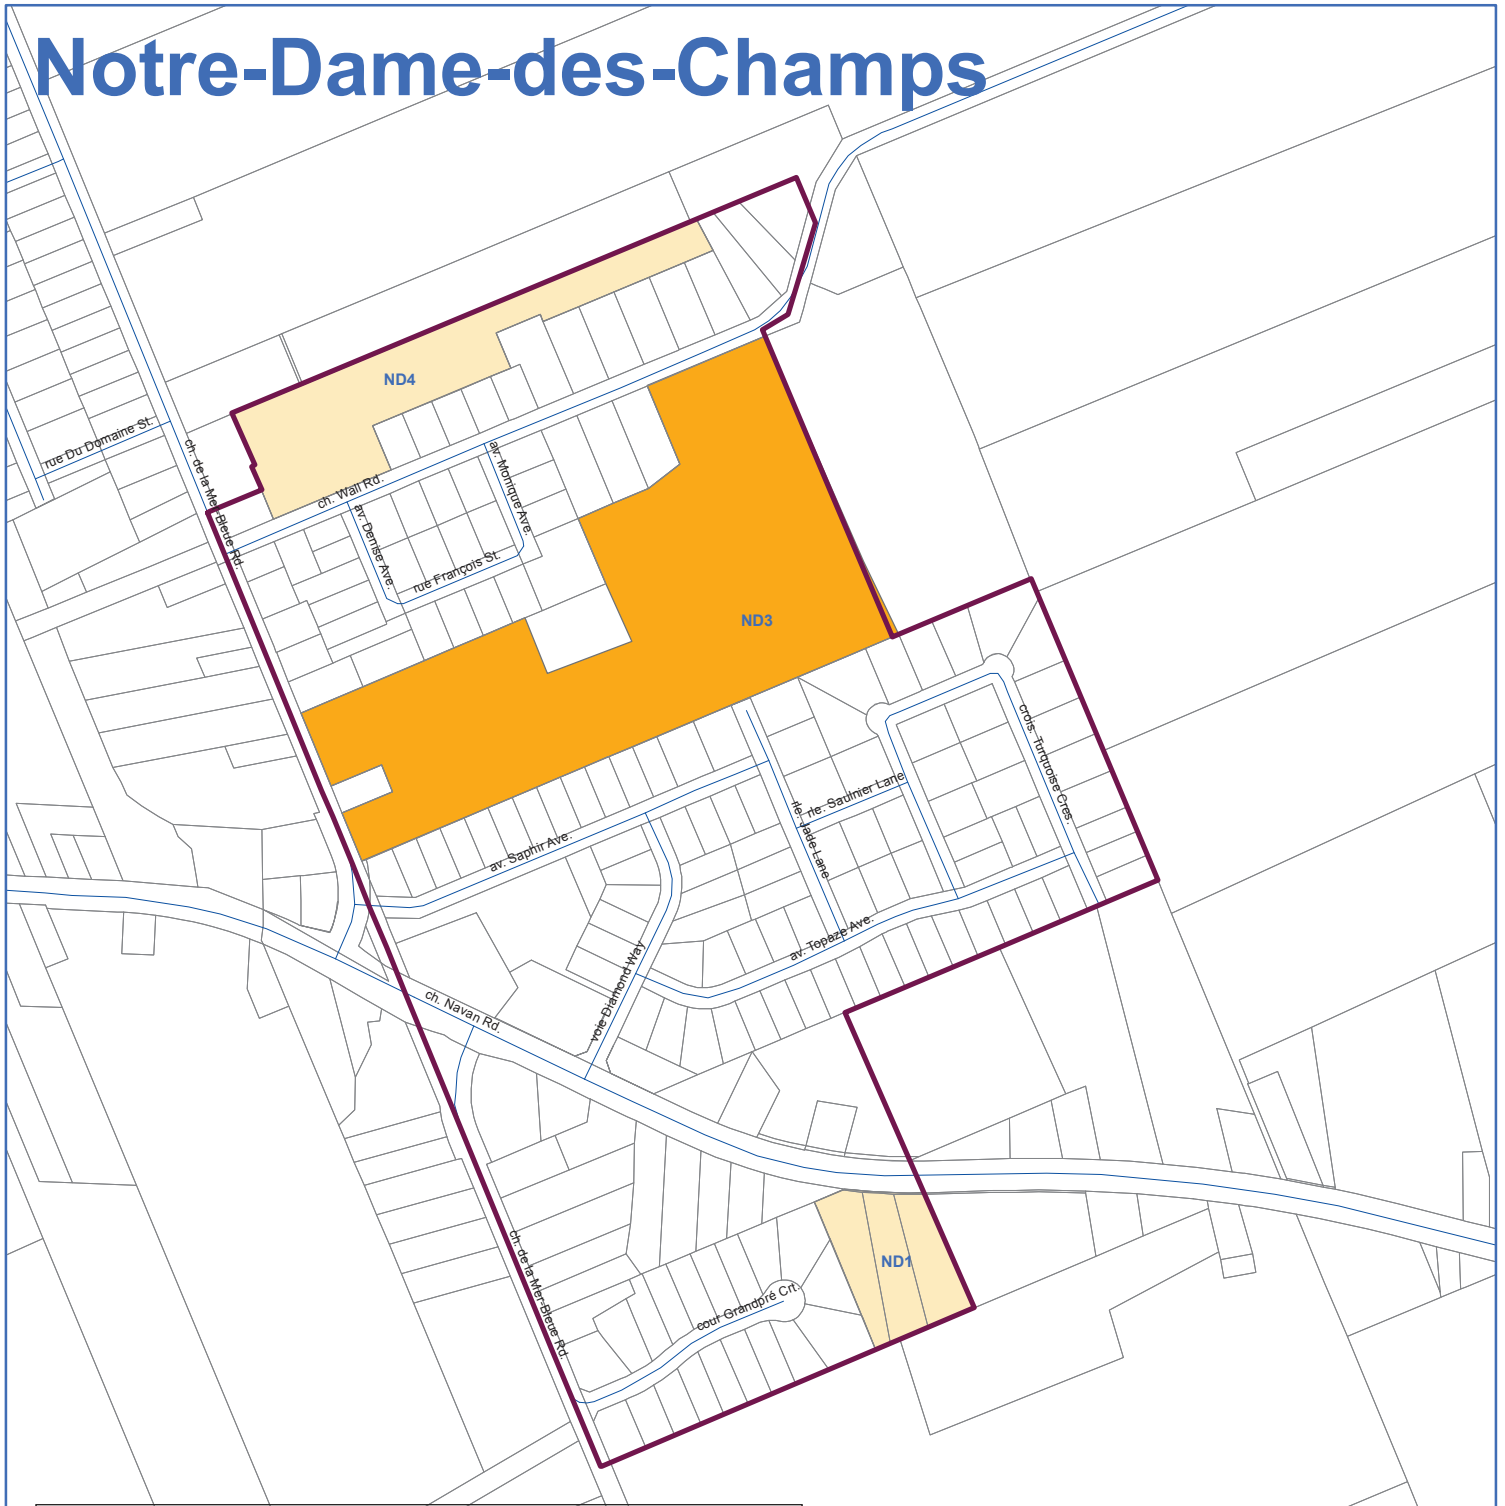 Notre-Dame-des-Champs
ND4
rue Du Domaine St.
ch. de la Mer-Bleue Rd.
ch. Wall Rd.
av. Monique Ave.
av. Denise Ave.
rue François St.
ND3
crois. Turquoise Cres.
rle. Saulnier Lane
rle. Jade Lane
av. Saphir Ave.
av. Topaze Ave.
voie Diamond Way
ch. Navan Rd.
ND1
ch. de la Mer-Bleue Rd.
cour Grandpré Crt.